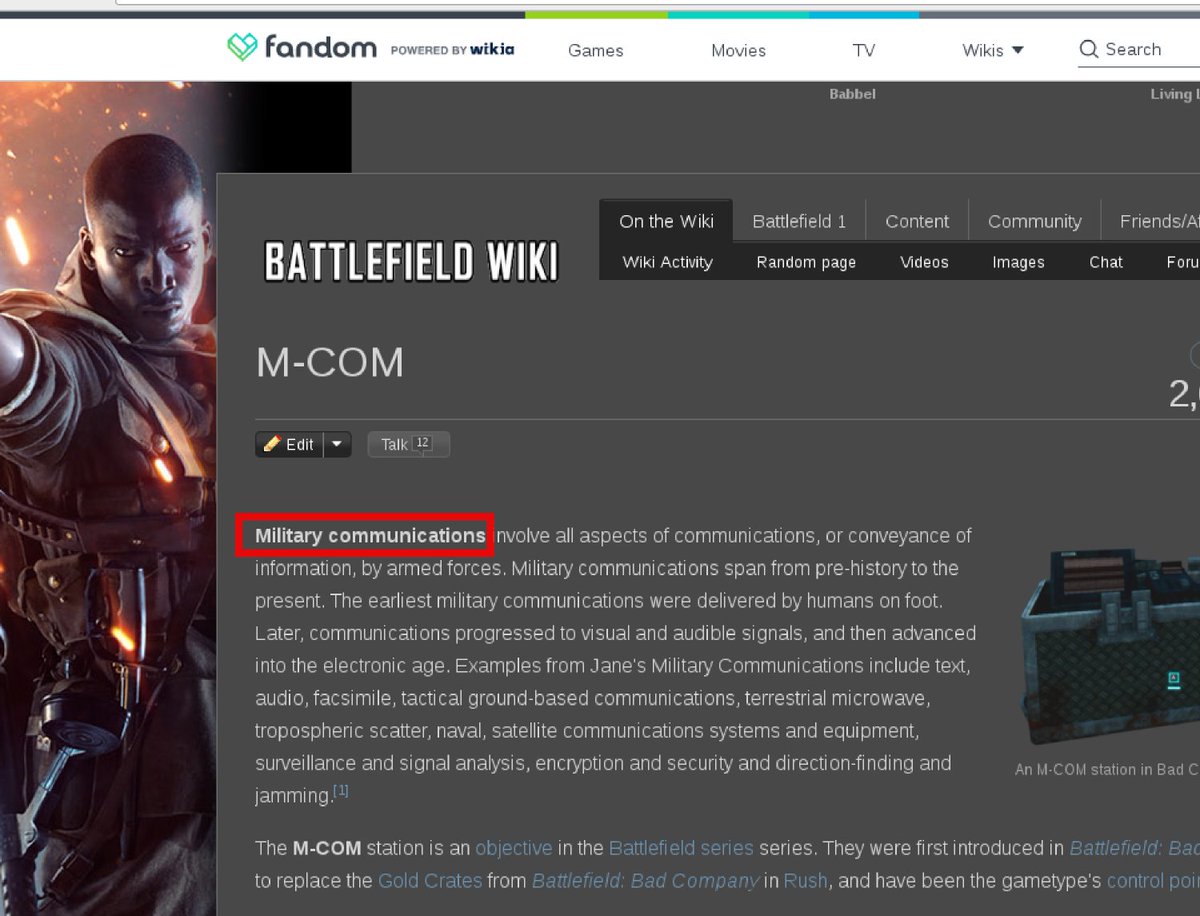 fandom POWERED BY wikia Games Movies TV Wikis Search
Babbel Living
BATTLEFIELD WIKI
On the Wiki Battlefield 1 Content Community
Wiki Activity Random page Videos Images Chat
M-COM
2,
Edit Talk 12
Military communications involve all aspects of communications, or conveyance of
information, by armed forces. Military communications span from pre-history to the
present. The earliest military communications were delivered by humans on foot.
Later, communications progressed to visual and audible signals, and then advanced
into the electronic age. Examples from Jane's Military Communications include text,
audio, facsimile, tactical ground-based communications, terrestrial microwave,
tropospheric scatter, naval, satellite communications systems and equipment,
surveillance and signal analysis, encryption and security and direction-finding and
jamming.[1]
An M-COM station in Bad C
The M-COM station is an objective in the Battlefield series series. They were first introduced in Battlefield: Bad
to replace the Gold Crates from Battlefield: Bad Company in Rush, and have been the gametype's control